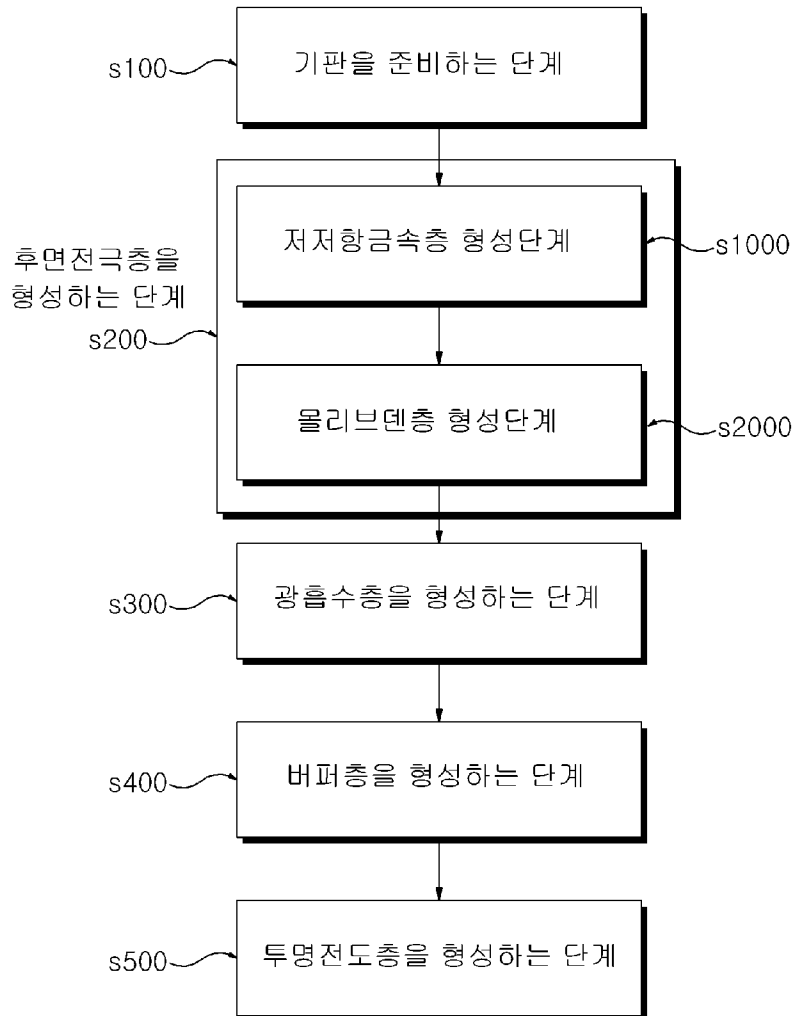 s100
기판을 준비하는 단계
후면전극층을
형성하는 단계
s200
저저항금속층 형성단계
s1000
몰리브덴층 형성단계
s2000
s300
광흡수층을 형성하는 단계
s400
버퍼층을 형성하는 단계
s500
투명전도층을 형성하는 단계